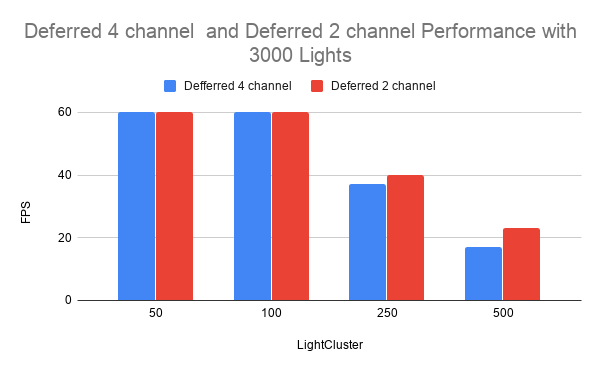 Deferred 4 channel  and Deferred 2 channel Performance with
3000 Lights
Defferred 4 channel Deferred 2 channel
60
40
20
0
FPS
50 100 250 500
LightCluster